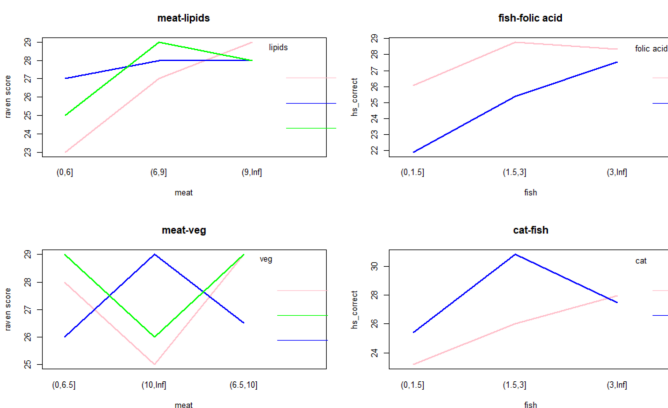 meat-lipids
raven score
29
28
27
26
25
24
23
lipids
(0,6]
(6,9]
(9,Inf]
meat
fish-folic acid
hs_correct
29
28
27
26
25
24
23
22
folic acid
(0,1.5]
(1.5,3]
(3,Inf]
fish
meat-veg
raven score
29
28
27
26
25
veg
(0,6.5]
(10,Inf]
(6.5,10]
meat
cat-fish
hs_correct
30
28
26
24
cat
(0,1.5]
(1.5,3]
(3,Inf]
fish